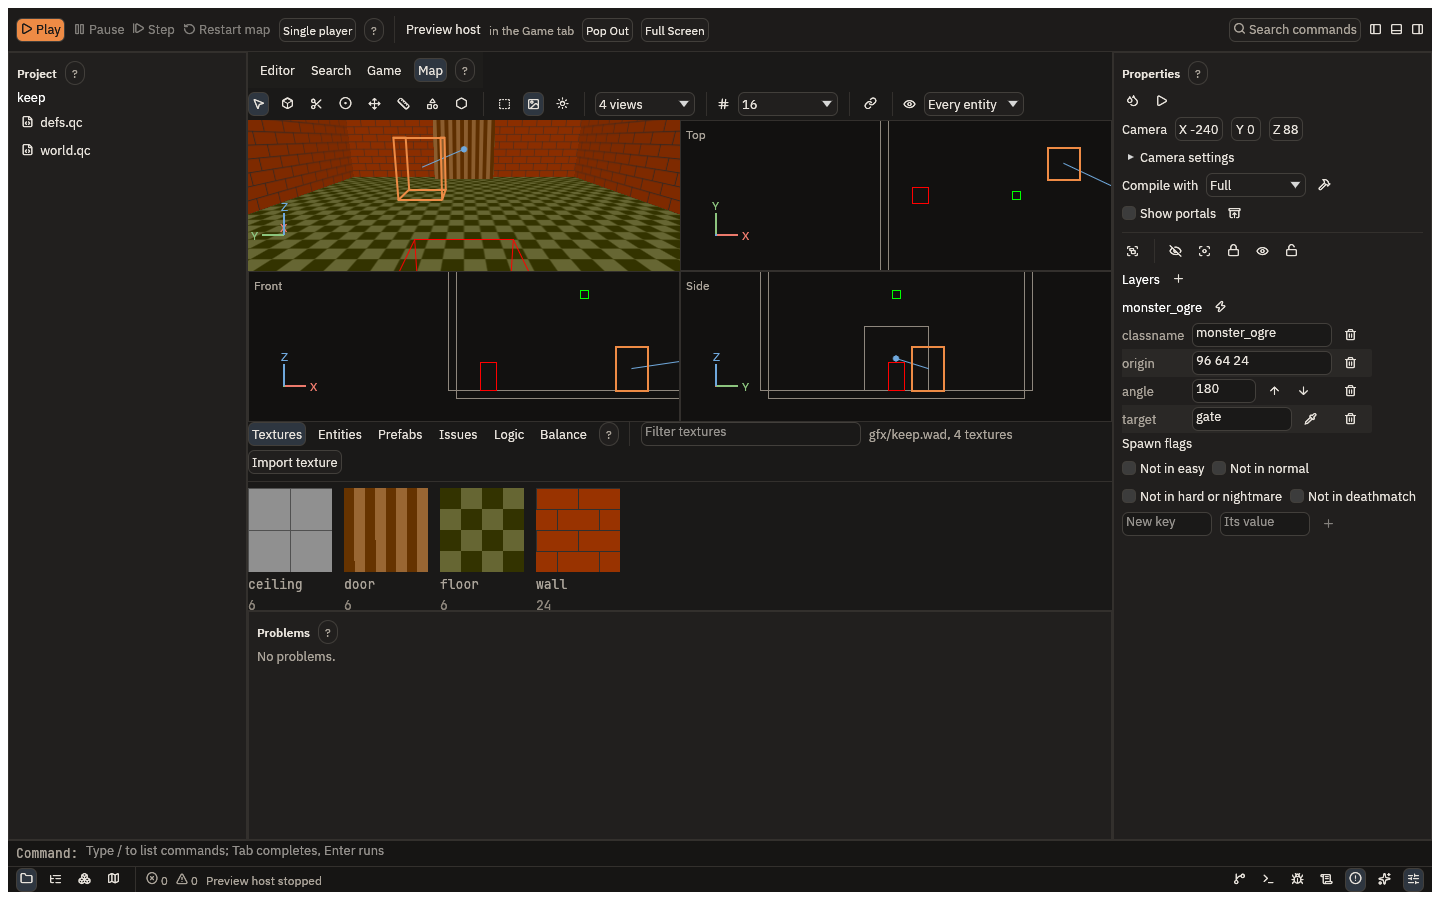 Play Pause Step Restart map Single player ? Preview host in the Game tab Pop Out Full Screen Search commands
Project ?
keep
defs.qc
world.qc
Editor Search Game Map ?
4 views # 16 Every entity
Z
Y X
Top
Y
X
Front
Z
X
Side
Z
Y
Textures Entities Prefabs Issues Logic Balance ? Filter textures gfx/keep.wad, 4 textures
Import texture
ceiling door floor wall
6 6 6 24
Problems ?
No problems.
Properties ?
Camera X -240 Y 0 Z 88
Camera settings
Compile with Full
Show portals
Layers +
monster_ogre
classname monster_ogre
origin 96 64 24
angle 180
target gate
Spawn flags
Not in easy Not in normal
Not in hard or nightmare Not in deathmatch
New key Its value +
Command: Type / to list commands; Tab completes, Enter runs
0 0 Preview host stopped